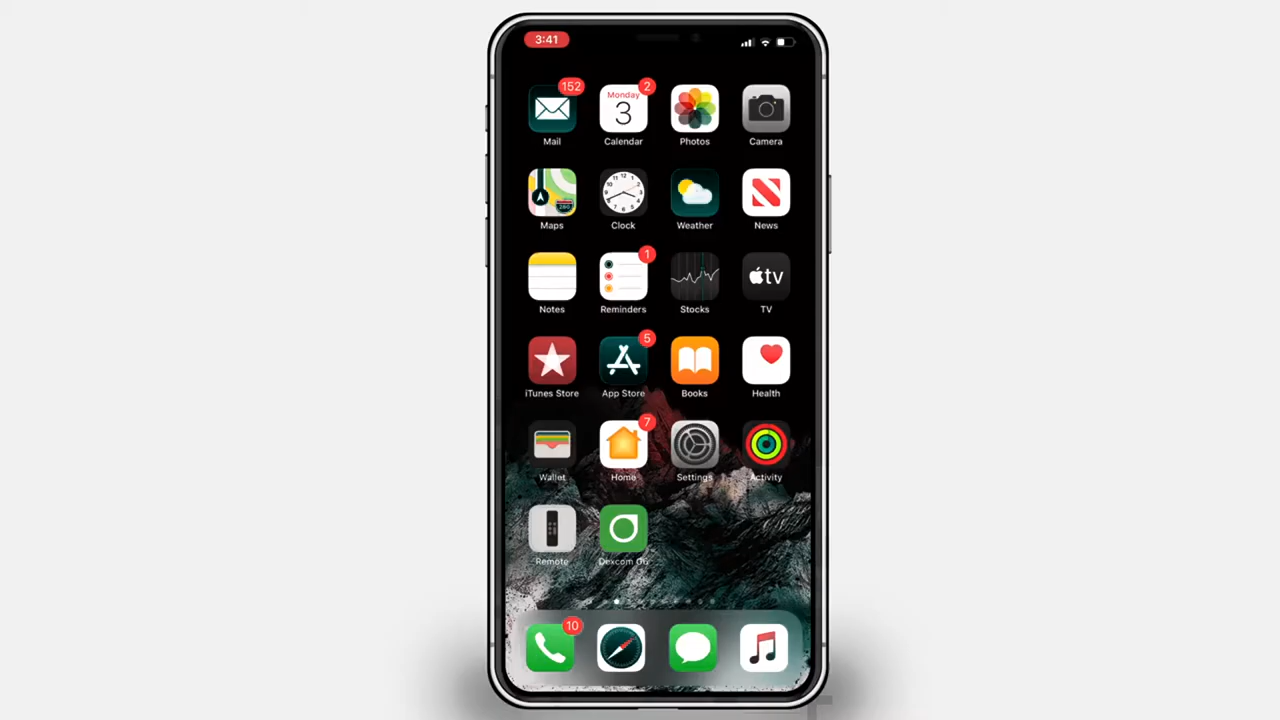 3:41
152
2
Monday
3
Mail
Calendar
Photos
Camera
12
Maps
Clock
Weather
News
1
tv
Notes
Reminders
Stocks
TV
5
iTunes Store
App Store
Books
Health
7
Wallet
Home
Settings
Activity
Remote
Dexcom
10